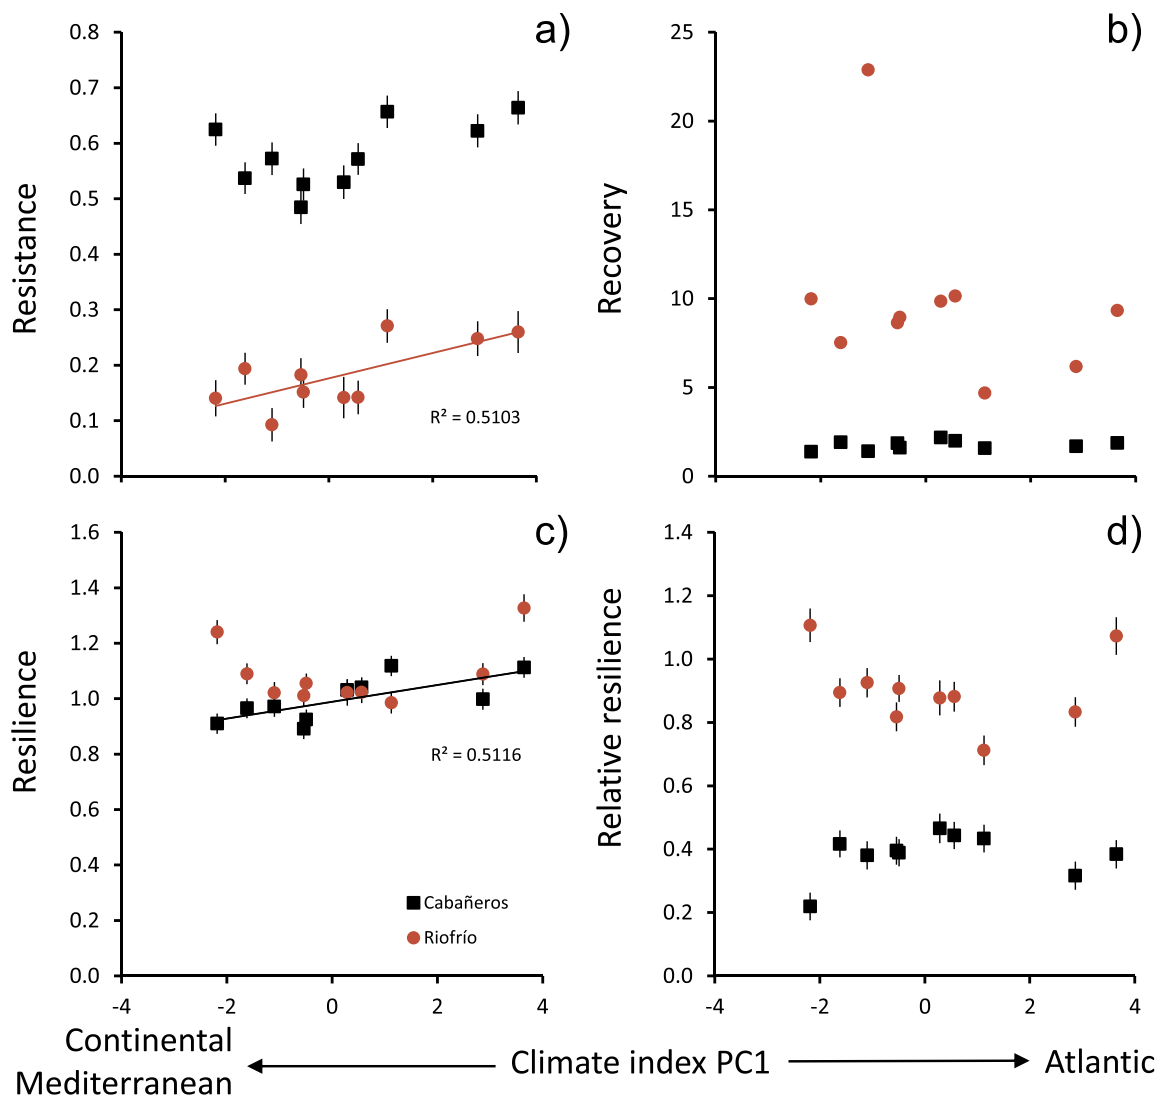 a)
0.8
0.7
0.6
0.5
0.4
0.3
0.2
0.1
0.0
Resistance
R² = 0.5103
b)
25
20
15
10
5
0
Recovery
c)
1.6
1.4
1.2
1.0
0.8
0.6
0.4
0.2
0.0
Resilience
R² = 0.5116
Cabañeros
Riofrío
-4 -2 0 2 4
d)
1.4
1.2
1.0
0.8
0.6
0.4
0.2
0.0
Relative resilience
-4 -2 0 2 4
Continental
Mediterranean
Climate index PC1
Atlantic